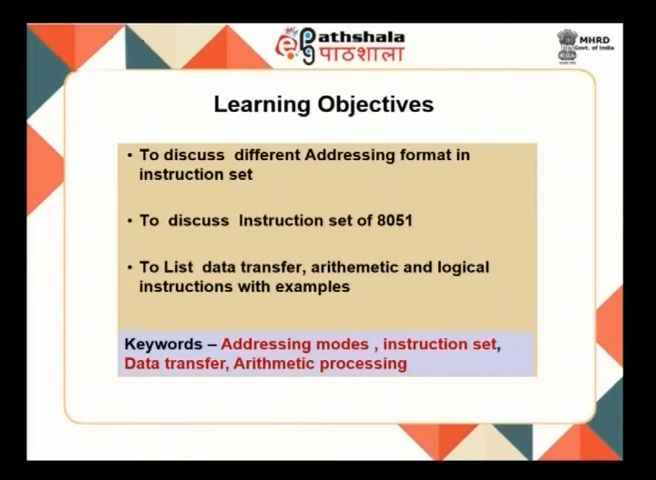 ePathshala
पाठशाला
MHRD
Govt. of India
Learning Objectives
• To discuss different Addressing format in
instruction set
• To discuss Instruction set of 8051
• To List data transfer, arithemetic and logical
instructions with examples
Keywords – Addressing modes , instruction set,
Data transfer, Arithmetic processing